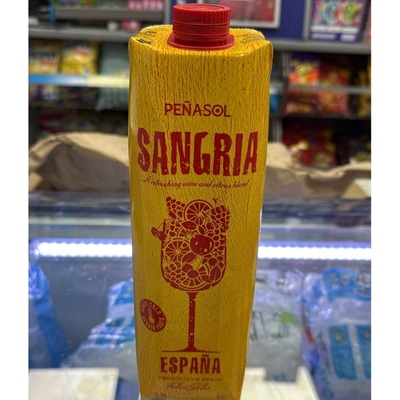 PEÑASOL
SANGRIA
A refreshing wine and citrus blend
ESPAÑA